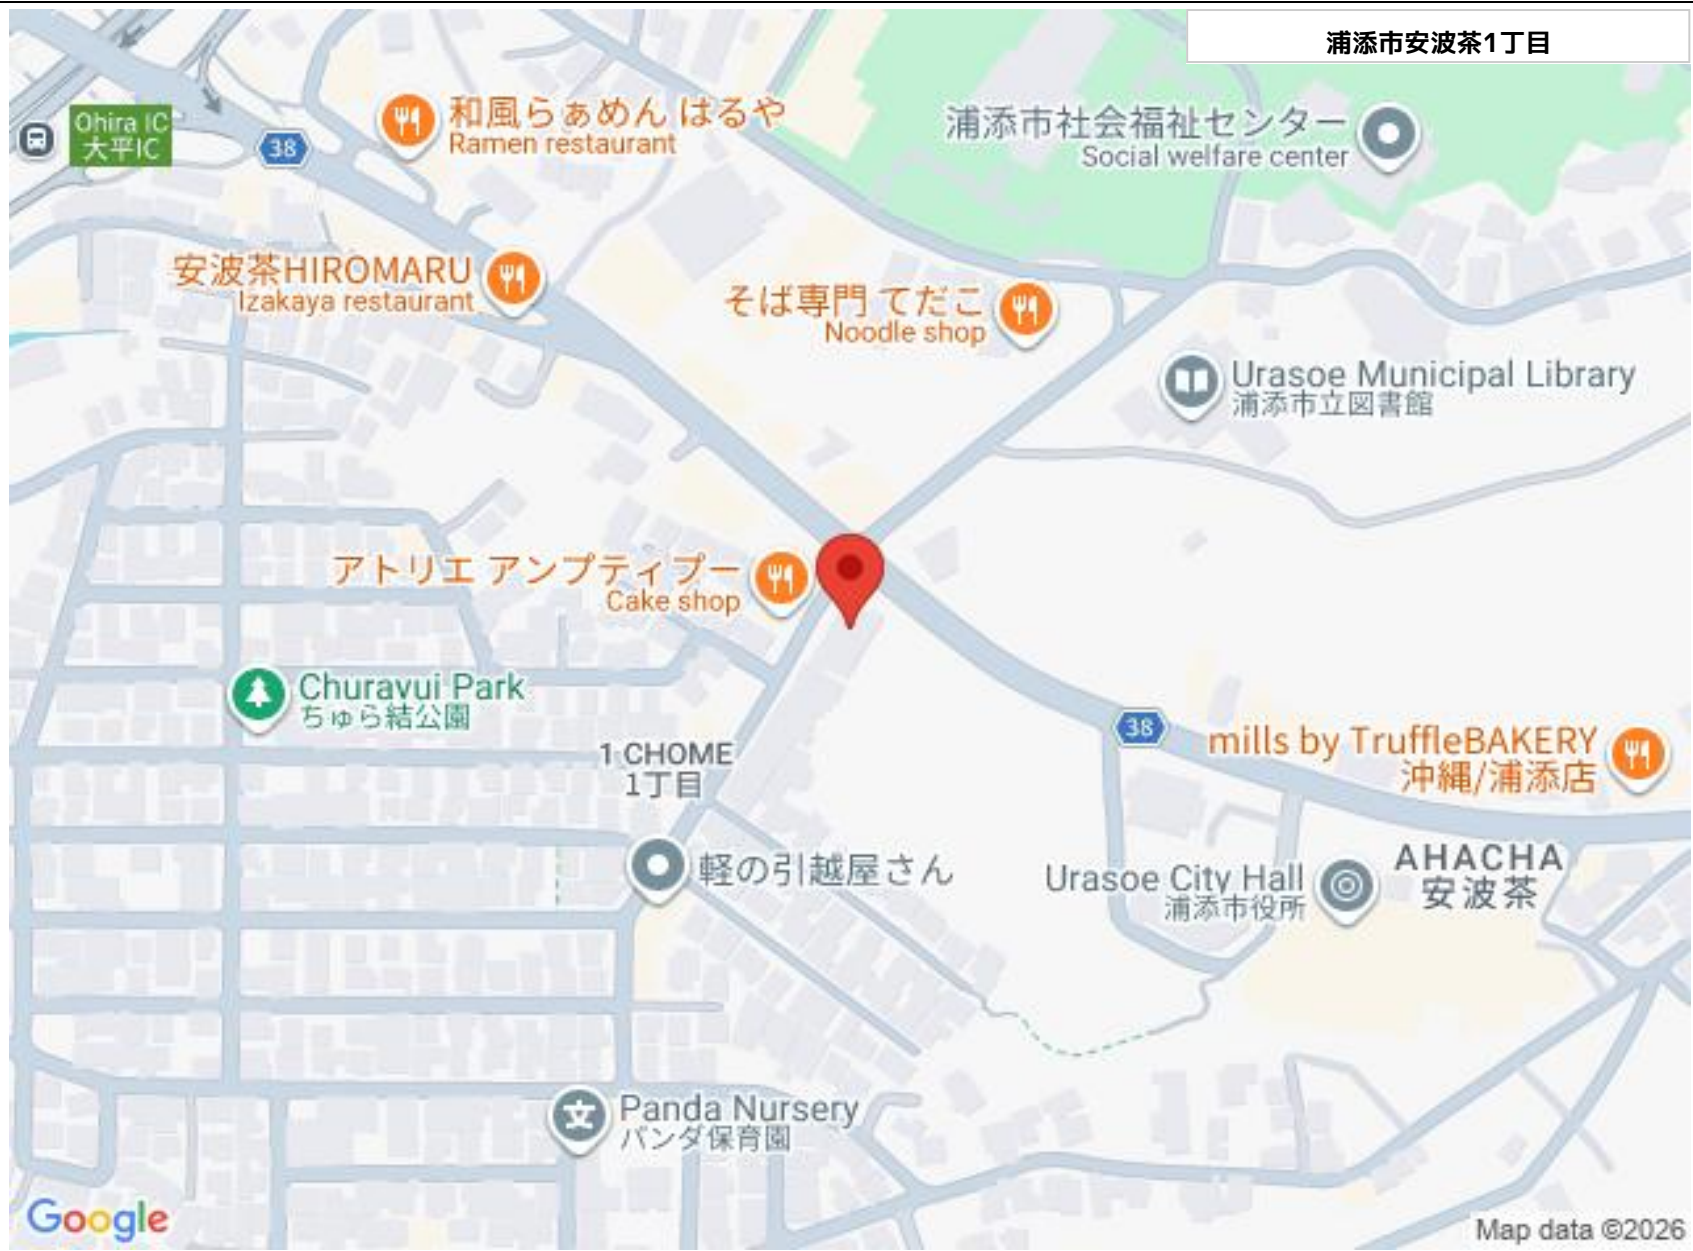 浦添市安波茶1丁目
Ohira IC
大平IC
38
和風らぁめん はるや
Ramen restaurant
浦添市社会福祉センター
Social welfare center
安波茶HIROMARU
Izakaya restaurant
そば専門 てだこ
Noodle shop
Urasoe Municipal Library
浦添市立図書館
アトリエ アンプティプー
Cake shop
Churayui Park
ちゅら結公園
1 CHOME
1丁目
38
mills by TruffleBAKERY
沖縄/浦添店
軽の引越屋さん
Urasoe City Hall
浦添市役所
AHACHA
安波茶
Panda Nursery
パンダ保育園
Google
Map data ©2026